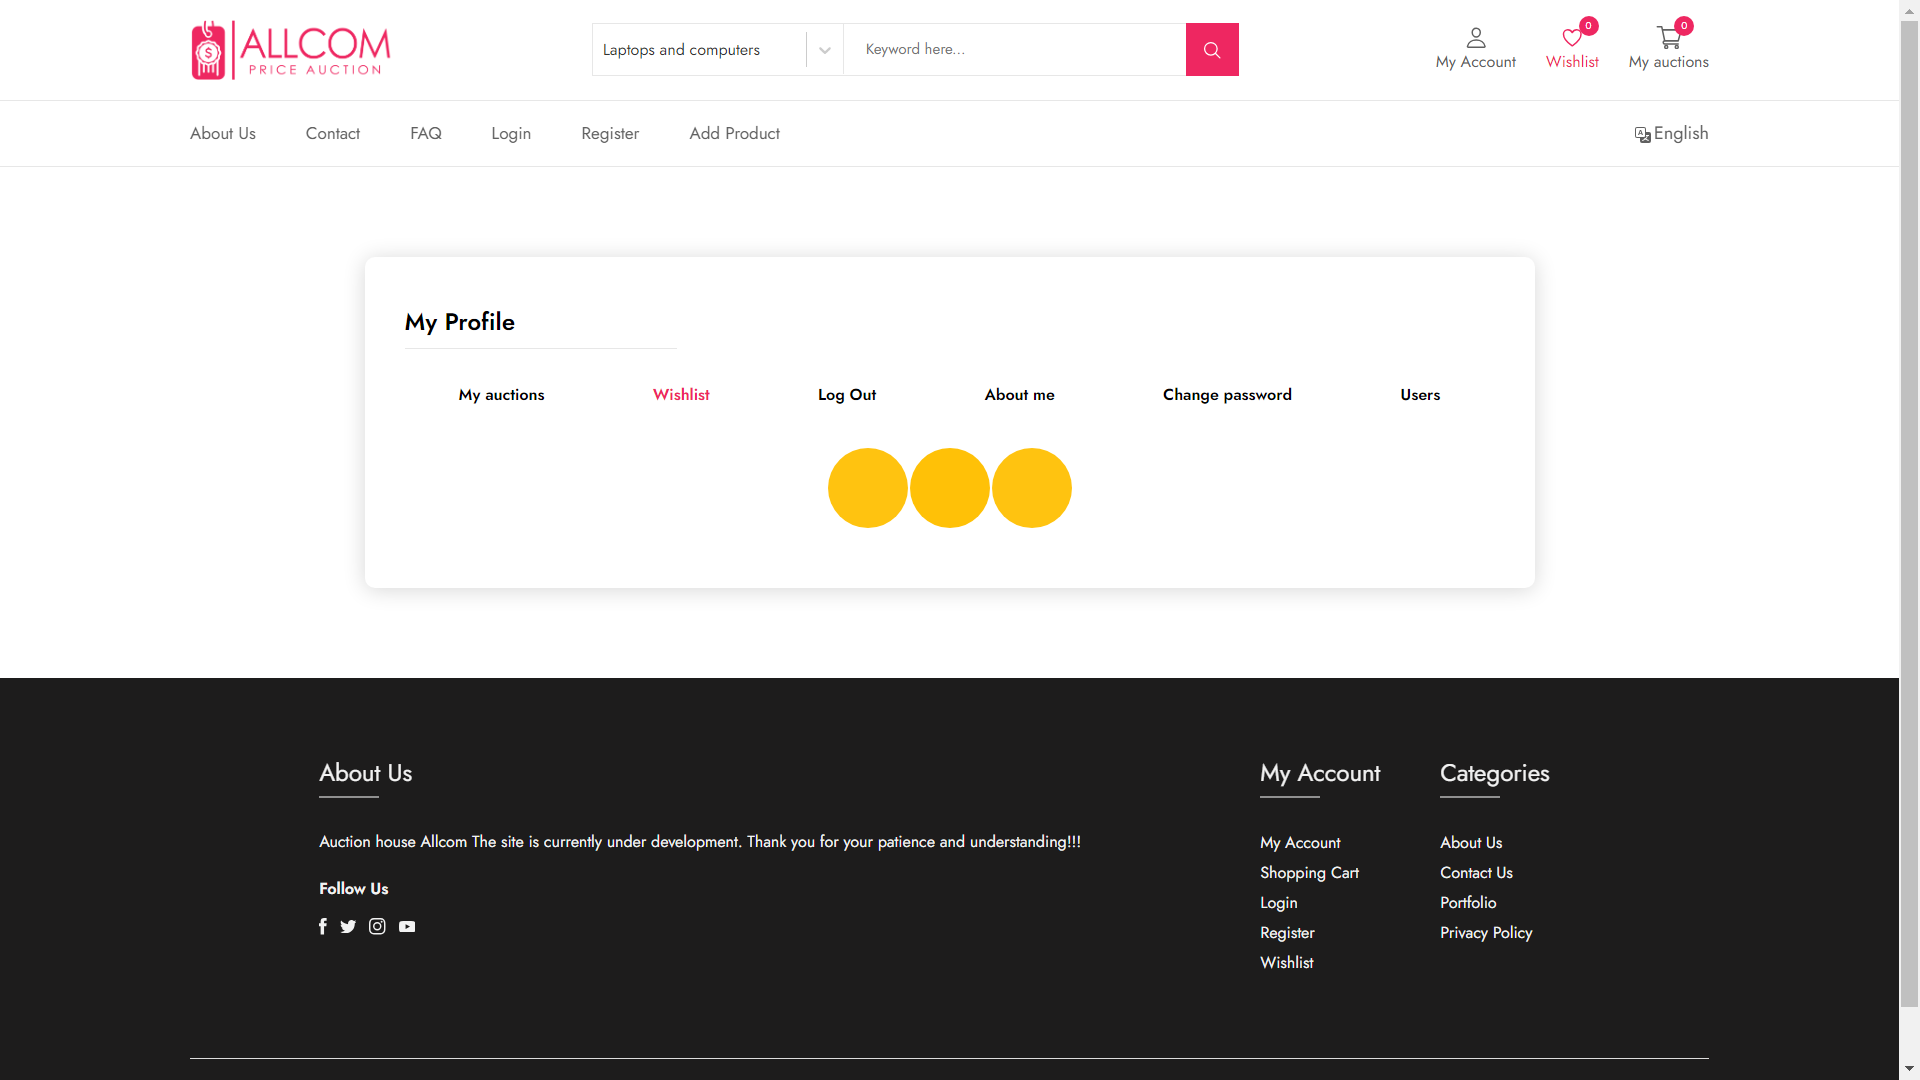 ALLCOM
PRICE AUCTION
Laptops and computers
Keyword here...
My Account
0
Wishlist
0
My auctions
About Us
Contact
FAQ
Login
Register
Add Product
English
My Profile
My auctions
Wishlist
Log Out
About me
Change password
Users
About Us
Auction house Allcom The site is currently under development. Thank you for your patience and understanding!!!
Follow Us
My Account
My Account
Shopping Cart
Login
Register
Wishlist
Categories
About Us
Contact Us
Portfolio
Privacy Policy